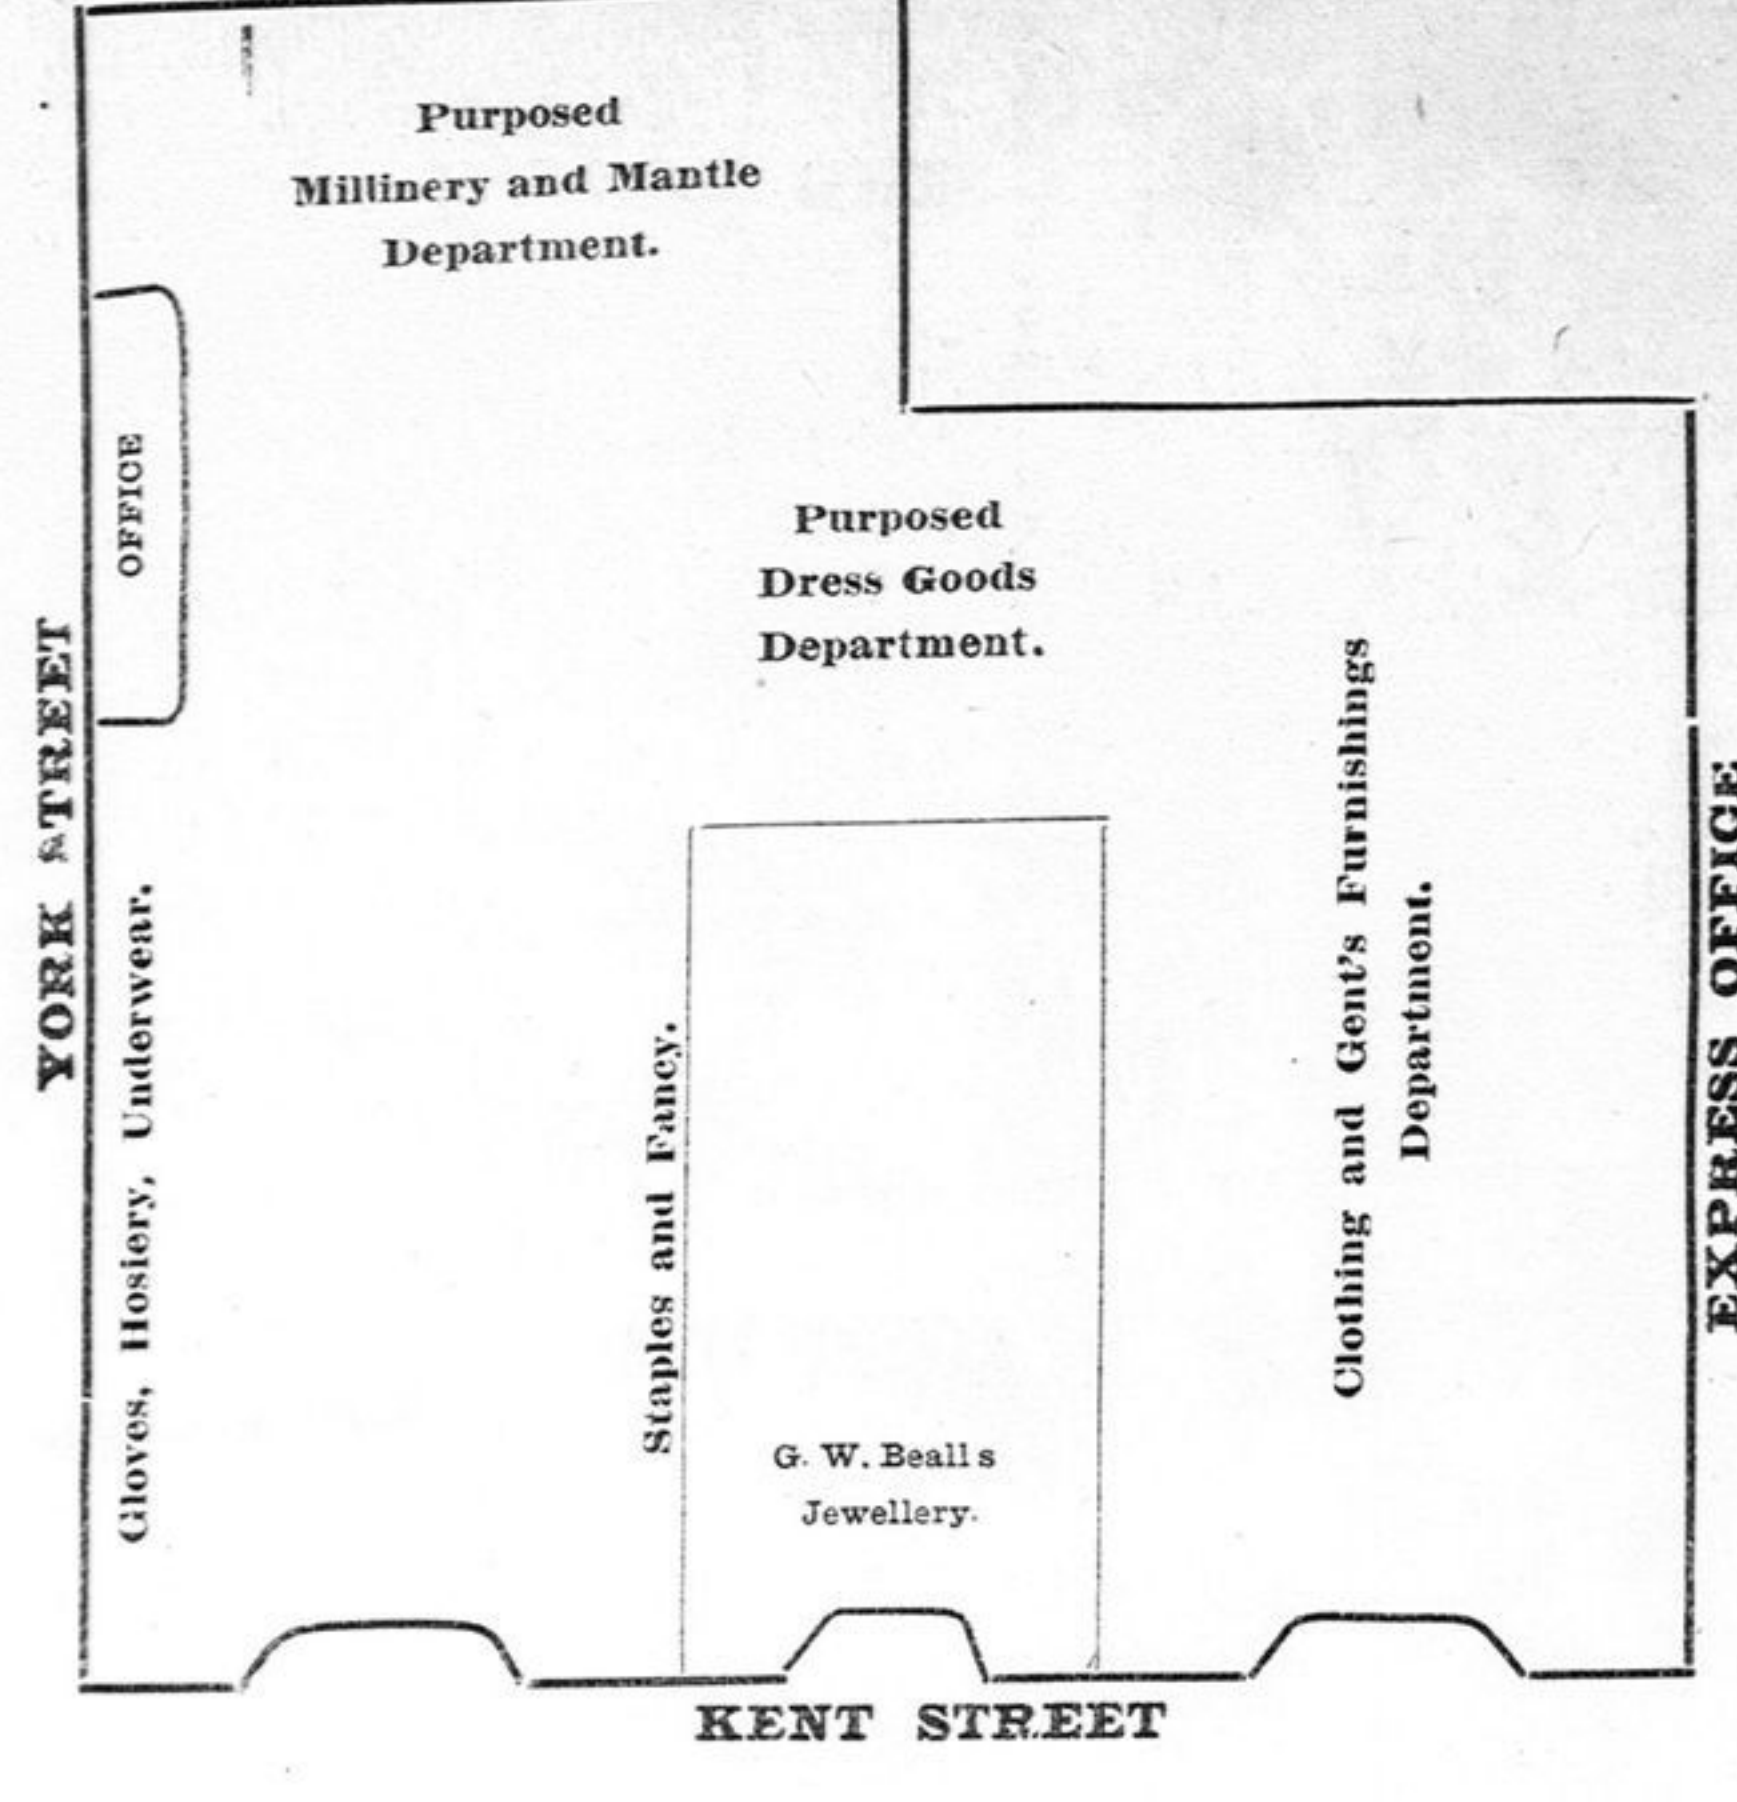 Purposed
Millinery and Mantle
Department.
OFFICE
Purposed
Dress Goods
Department.
YORK STREET
Gloves, Hosiery, Underwear.
Staples and Fancy.
Clothing and Gent's Furnishings
Department.
EXPRESS OFFICE
G. W. Bealls
Jewellery.
KENT STREET